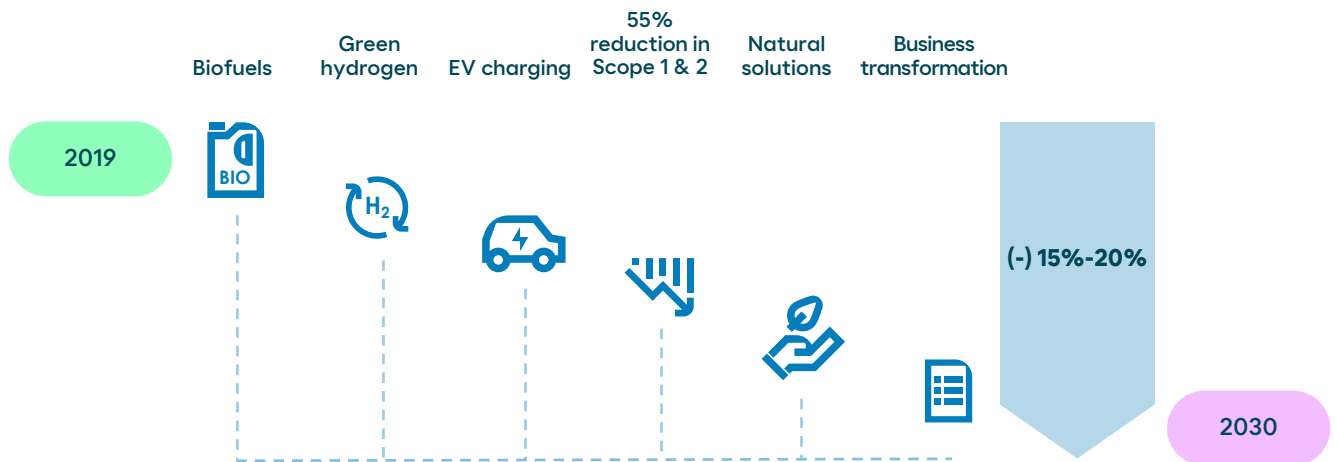 Biofuels
Green
hydrogen
EV charging
55%
reduction in
Scope 1 & 2
Natural
solutions
Business
transformation
2019
BIO
H₂
(-) 15%-20%
2030